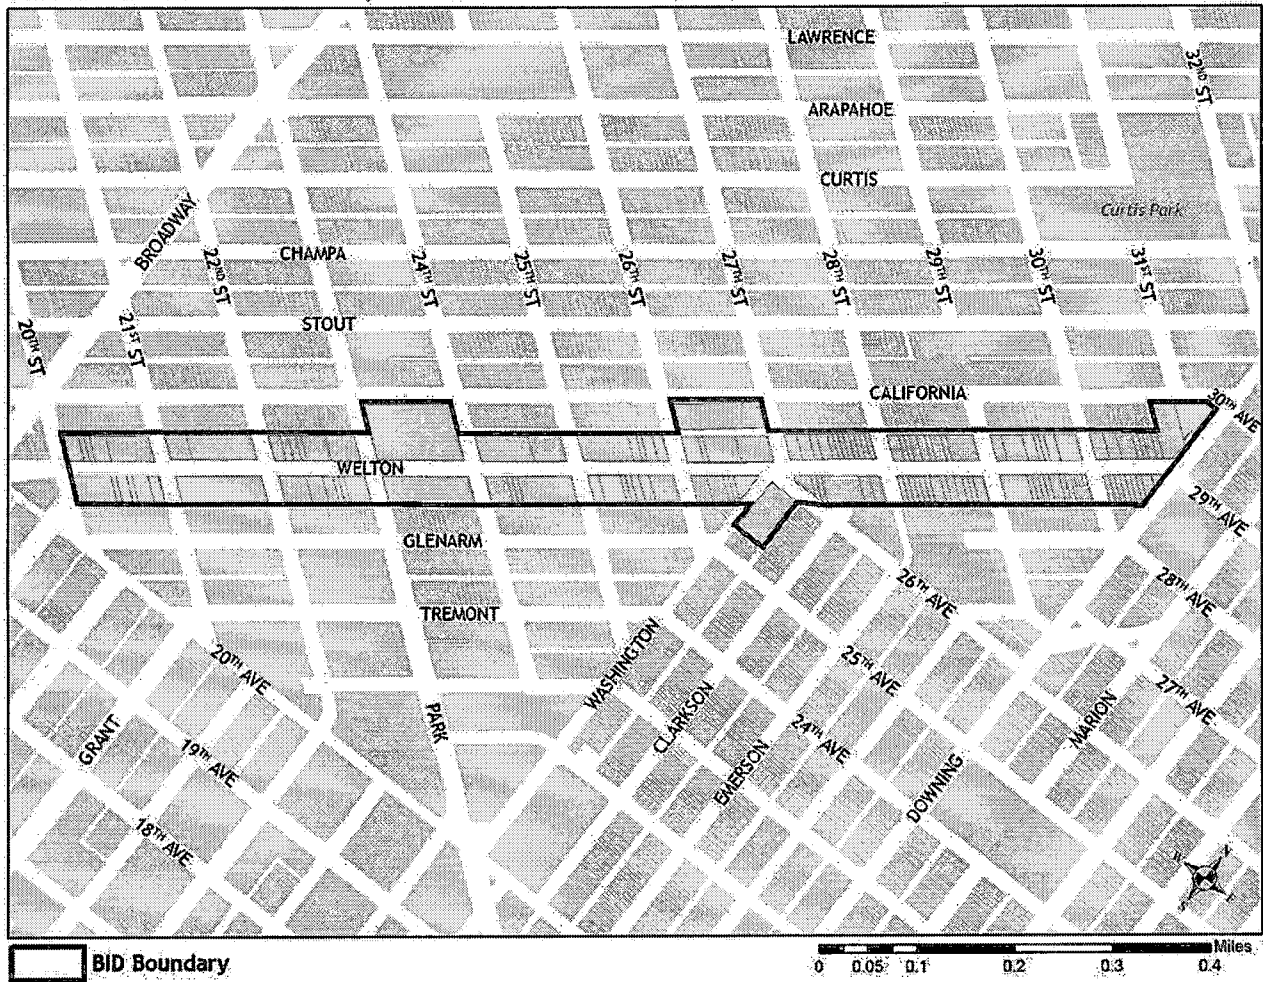 LAWRENCE
32ND ST
ARAPAHOE
CURTIS
Curtis Park
BROADWAY
CHAMPA
22ND ST
24TH ST
25TH ST
26TH ST
27TH ST
28TH ST
29TH ST
30TH ST
31ST ST
20TH ST
21ST ST
STOUT
CALIFORNIA
30TH AVE
WELTON
29TH AVE
GLENARM
26TH AVE
28TH AVE
TREMONT
20TH AVE
WASHINGTON
25TH AVE
27TH AVE
GRANT
19TH AVE
PARK
CLARKSON
24TH AVE
MARION
EMERSON
DOWNING
18TH AVE
N
W
E
S
BID Boundary
Miles
0 0.05 0.1 0.2 0.3 0.4